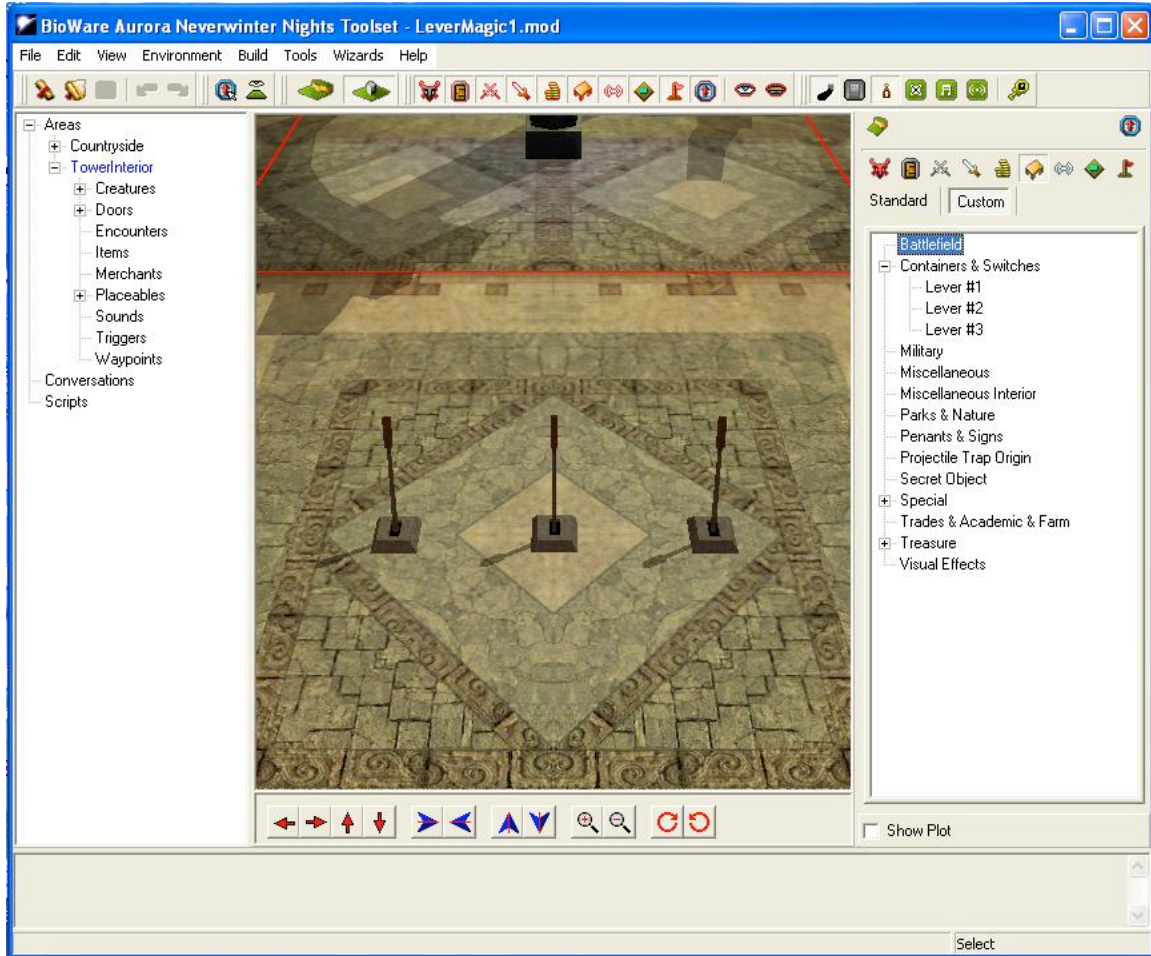 BioWare Aurora Neverwinter Nights Toolset - LeverMagic1.mod
File Edit View Environment Build Tools Wizards Help
Areas
Countryside
TowerInterior
Creatures
Doors
Encounters
Items
Merchants
Placeables
Sounds
Triggers
Waypoints
Conversations
Scripts
Standard Custom
Battlefield
Containers & Switches
Lever #1
Lever #2
Lever #3
Military
Miscellaneous
Miscellaneous Interior
Parks & Nature
Penants & Signs
Projectile Trap Origin
Secret Object
Special
Trades & Academic & Farm
Treasure
Visual Effects
Show Plot
Select